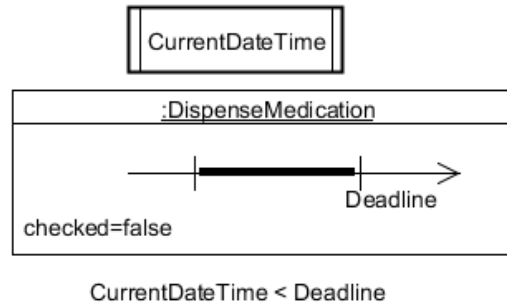 CurrentDateTime
:DispenseMedication
Deadline
checked=false
CurrentDateTime < Deadline